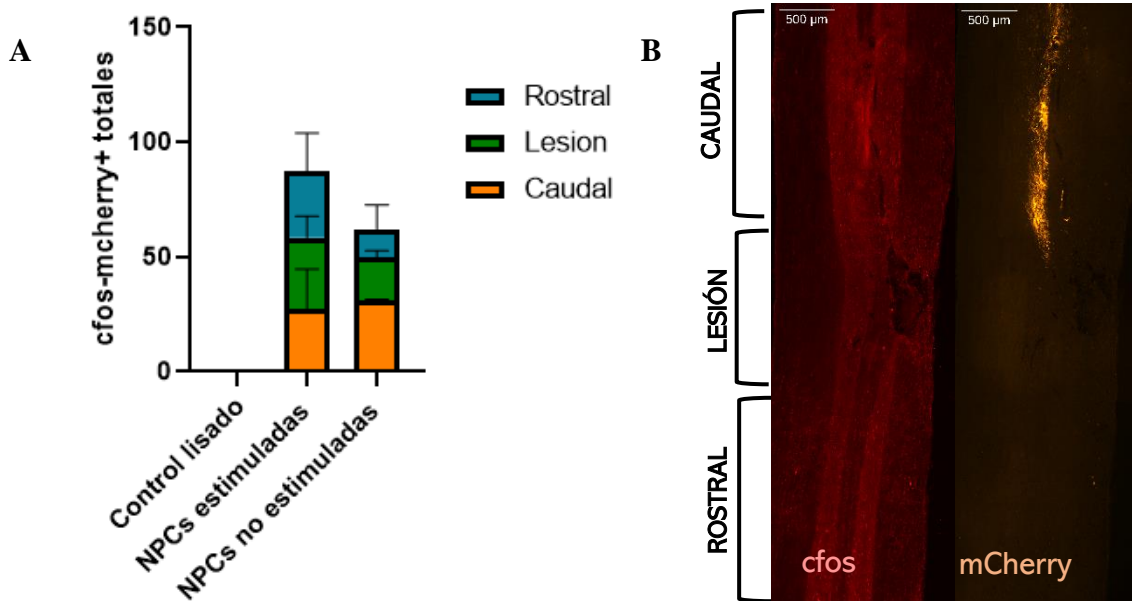 A
cfos-mcherry+ totales
150
100
50
0
Rostral
Lesion
Caudal
Control lisado
NPCs estimuladas
NPCs no estimuladas
B
CAUDAL
LESIÓN
ROSTRAL
500 µm
500 µm
cfos
mCherry